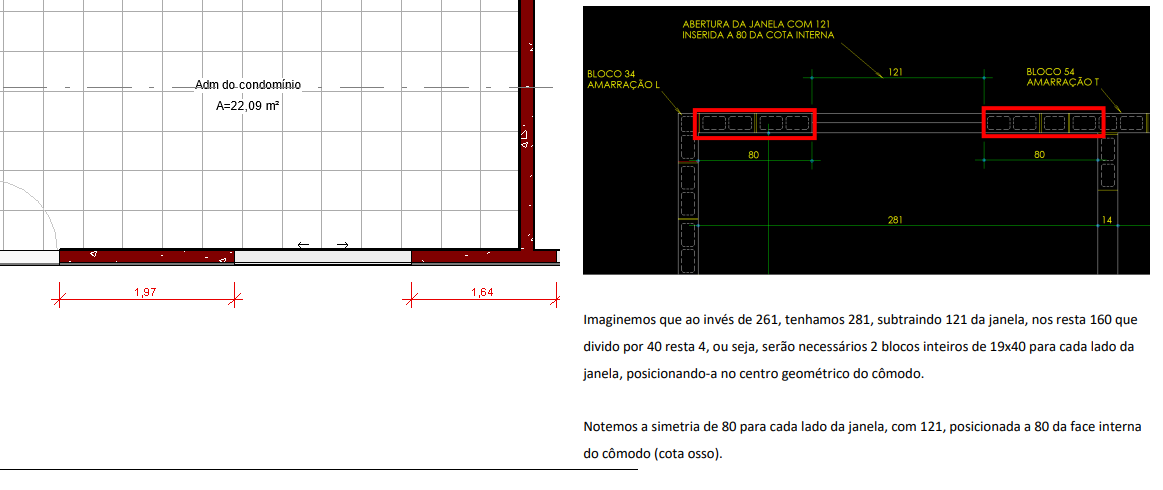 Adm do condomínio
A=22,09 m²
1,97
1,64
ABERTURA DA JANELA COM 121
INSERIDA A 80 DA COTA INTERNA
121
BLOCO 34
AMARRAÇÃO L
BLOCO 54
AMARRAÇÃO T
80
80
281
14
Imaginemos que ao invés de 261, tenhamos 281, subtraindo 121 da janela, nos resta 160 que
divido por 40 resta 4, ou seja, serão necessários 2 blocos inteiros de 19x40 para cada lado da
janela, posicionando-a no centro geométrico do cômodo.
Notemos a simetria de 80 para cada lado da janela, com 121, posicionada a 80 da face interna
do cômodo (cota osso).